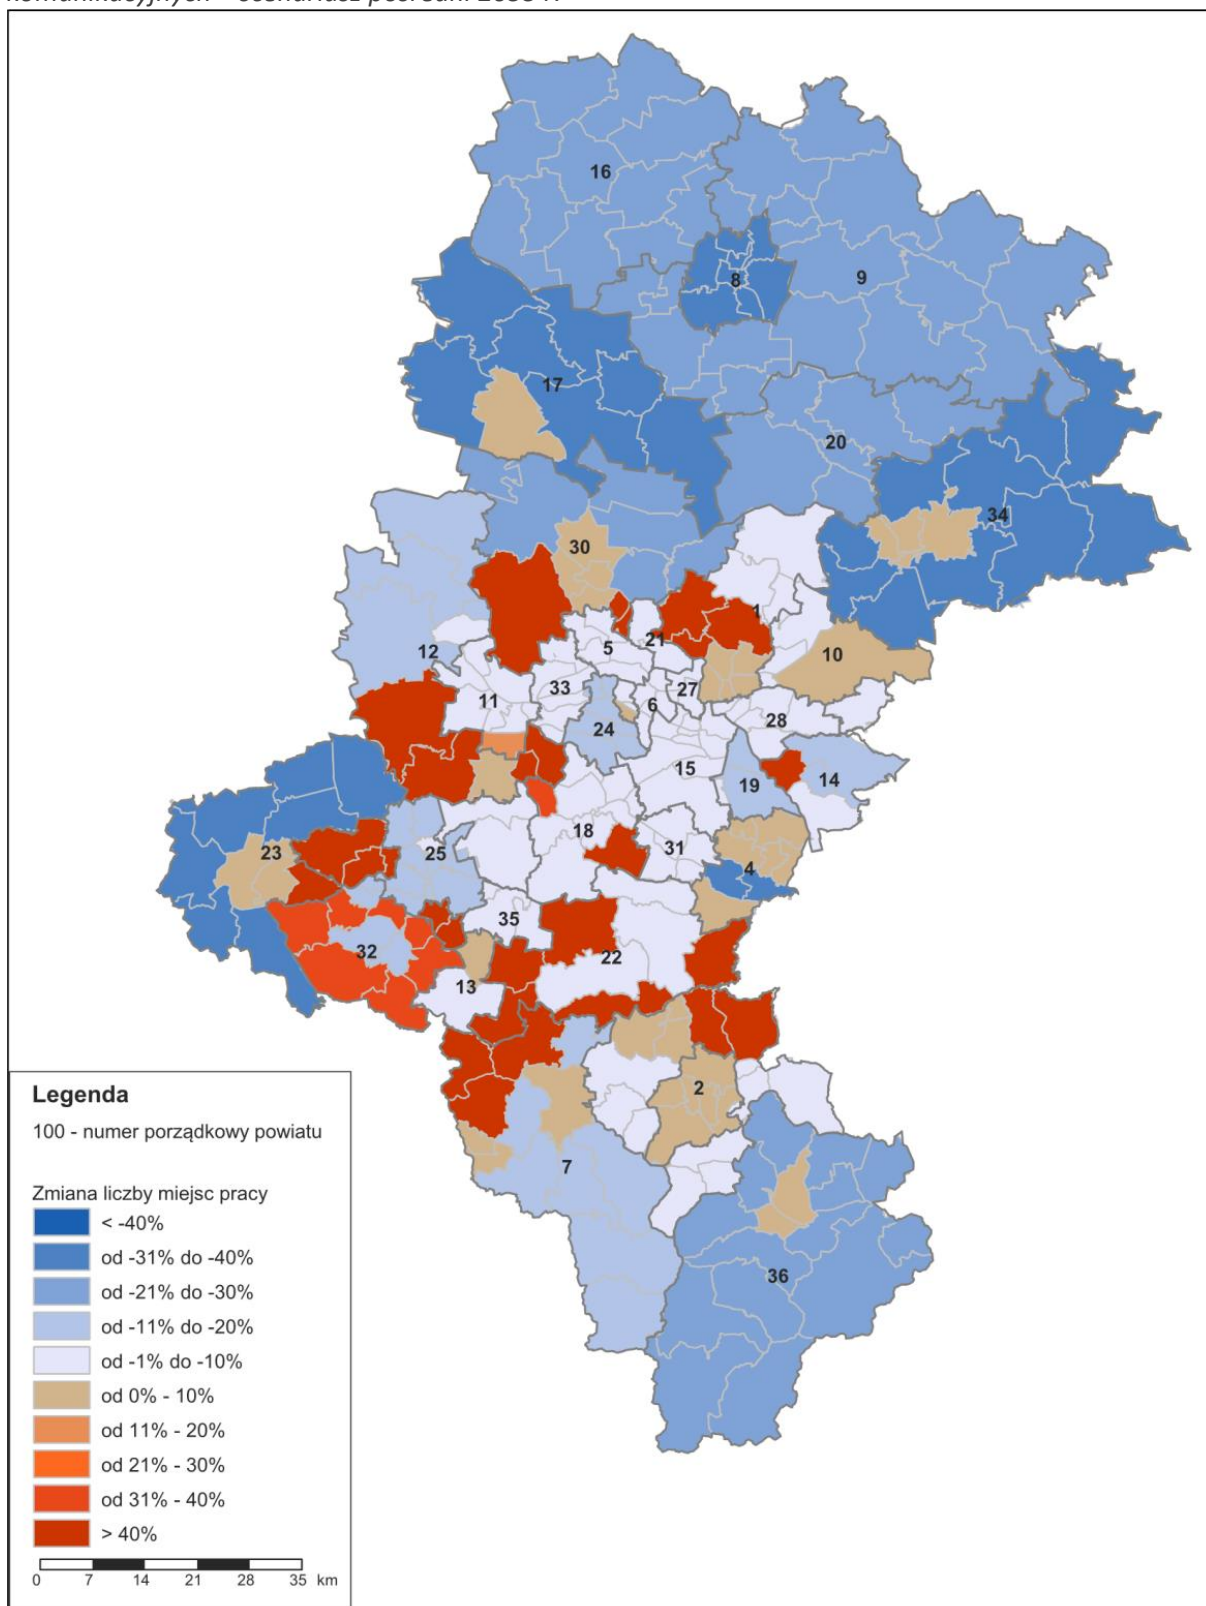 16
8
9
17
20
34
30
1
21
5
10
12
33
27
11
6
28
24
15
19
14
18
31
25
23
4
35
32
22
13
2
7
36
Legenda
100 - numer porządkowy powiatu
Zmiana liczby miejsc pracy
< -40%
od -31% do -40%
od -21% do -30%
od -11% do -20%
od -1% do -10%
od 0% - 10%
od 11% - 20%
od 21% - 30%
od 31% - 40%
> 40%
0 7 14 21 28 35 km